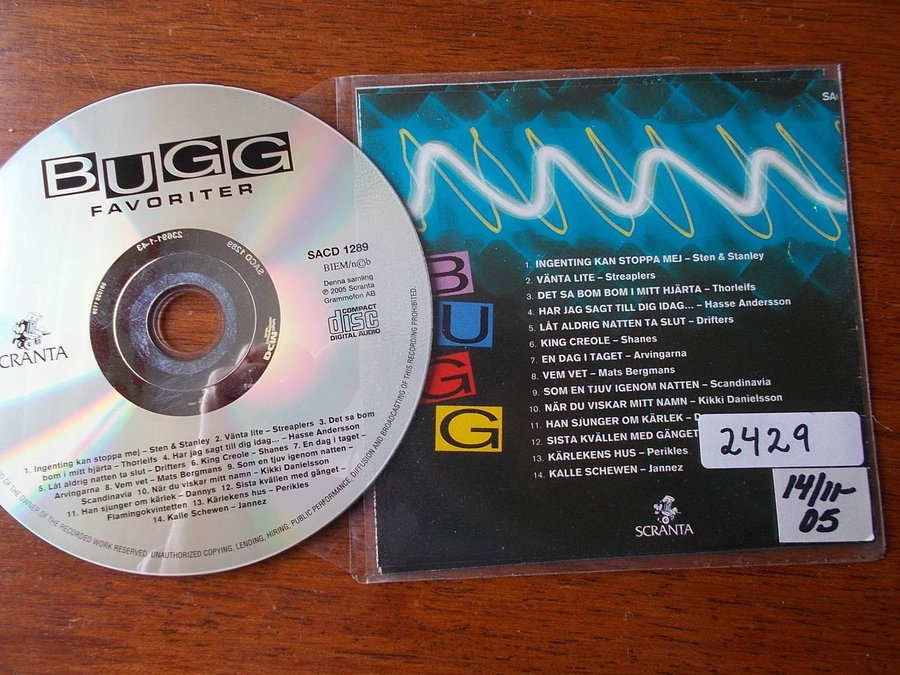 BUGG
FAVORITER
SACD 1289
BIEM/n©b
Denna samling
℗ 2005 Scranta
Grammofon AB
COMPACT
disc
DIGITAL AUDIO
SCRANTA
1. Ingenting kan stoppa mej – Sten & Stanley 2. Vänta lite – Streaplers 3. Det sa bom
bom i mitt hjärta – Thorleifs 4. Har jag sagt till dig idag... – Hasse Andersson
5. Låt aldrig natten ta slut – Drifters 6. King Creole – Shanes 7. En dag i taget –
Arvingarna 8. Vem vet – Mats Bergmans 9. Som en tjuv igenom natten –
Scandinavia 10. När du viskar mitt namn – Kikki Danielsson
11. Han sjunger om kärlek – Dannys 12. Sista kvällen med gänget –
Flamingokvintetten 13. Kärlekens hus – Perikles
14. Kalle Schewen – Jannez
OF THE OWNER OF THE RECORDED WORK RESERVED. UNAUTHORIZED COPYING, LENDING, HIRING, PUBLIC PERFORMANCE, DIFFUSION AND BROADCASTING OF THIS RECORDING PROHIBITED.
SACD 1289
BUGG
1. INGENTING KAN STOPPA MEJ – Sten & Stanley
2. VÄNTA LITE – Streaplers
3. DET SA BOM BOM I MITT HJÄRTA – Thorleifs
4. HAR JAG SAGT TILL DIG IDAG... – Hasse Andersson
5. LÅT ALDRIG NATTEN TA SLUT – Drifters
6. KING CREOLE – Shanes
7. EN DAG I TAGET – Arvingarna
8. VEM VET – Mats Bergmans
9. SOM EN TJUV IGENOM NATTEN – Scandinavia
10. NÄR DU VISKAR MITT NAMN – Kikki Danielsson
11. HAN SJUNGER OM KÄRLEK –
12. SISTA KVÄLLEN MED GÄNGET
13. KÄRLEKENS HUS – Perikles
14. KALLE SCHEWEN – Jannez
2429
14/11-
05
SCRANTA